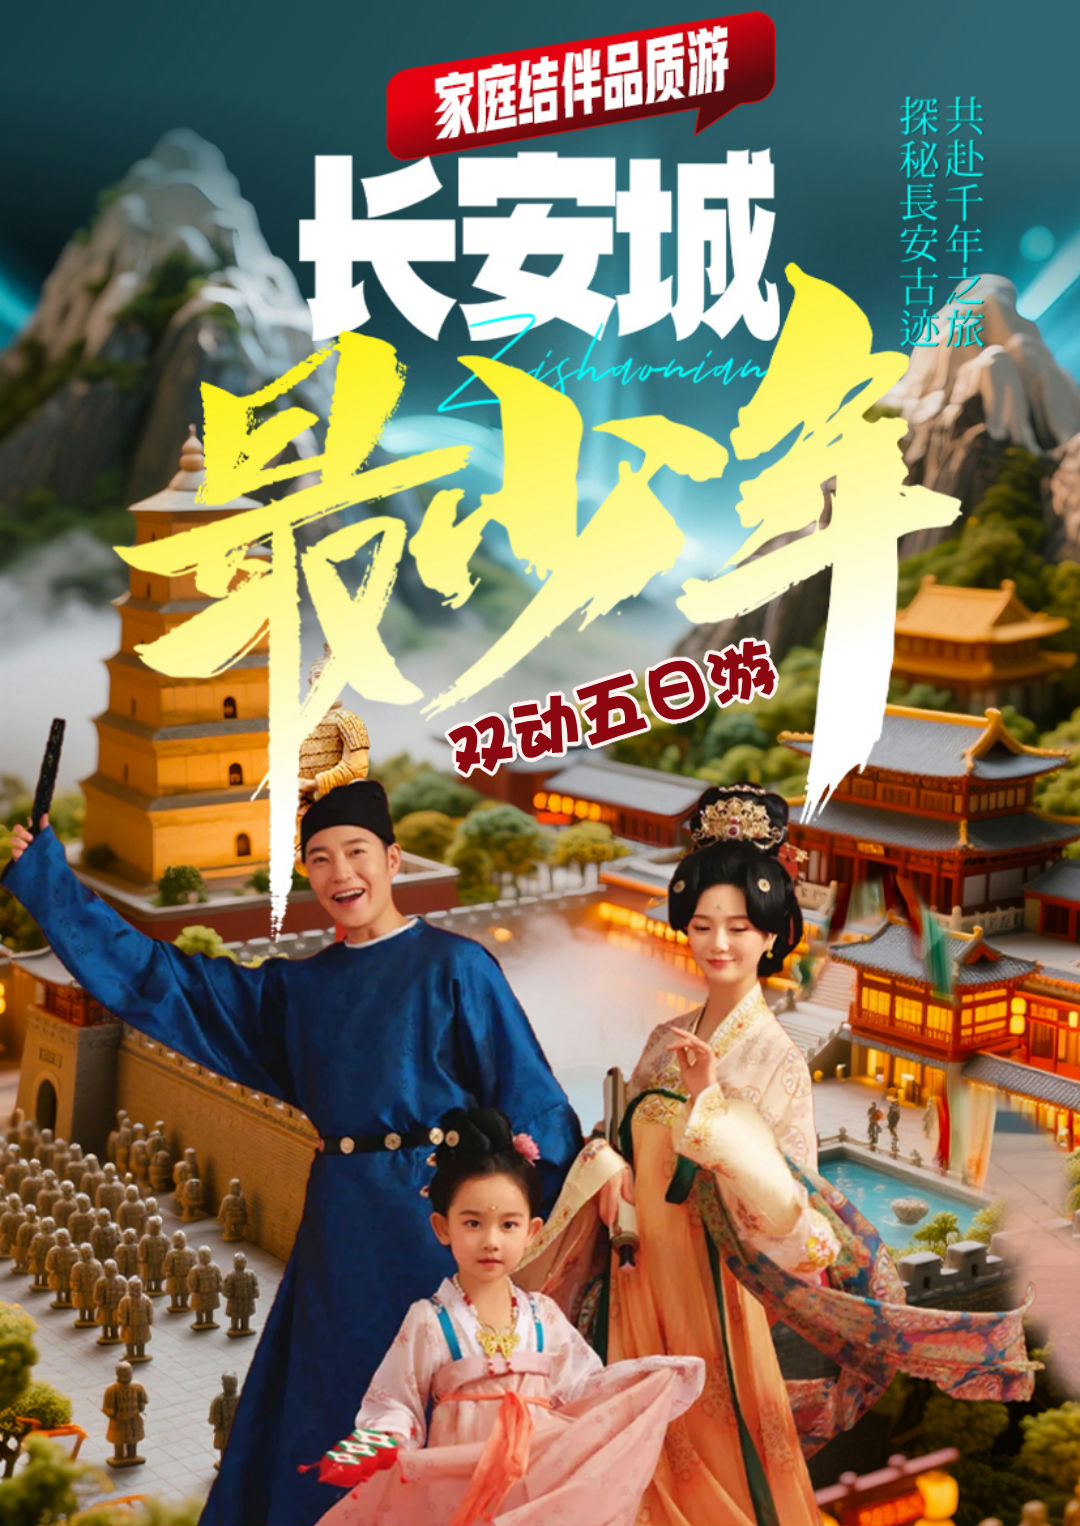 家庭结伴品质游
长安城
Zuishaonian
最少年
双动五日游
共赴千年之旅
探秘長安古迹